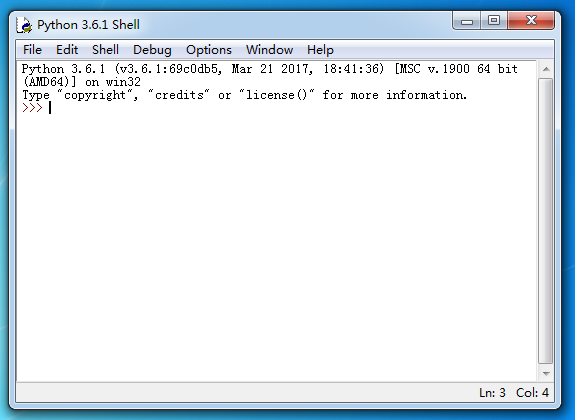 Python 3.6.1 Shell
File Edit Shell Debug Options Window Help
Python 3.6.1 (v3.6.1:69c0db5, Mar 21 2017, 18:41:36) [MSC v.1900 64 bit
(AMD64)] on win32
Type "copyright", "credits" or "license()" for more information.
>>>
Ln: 3 Col: 4